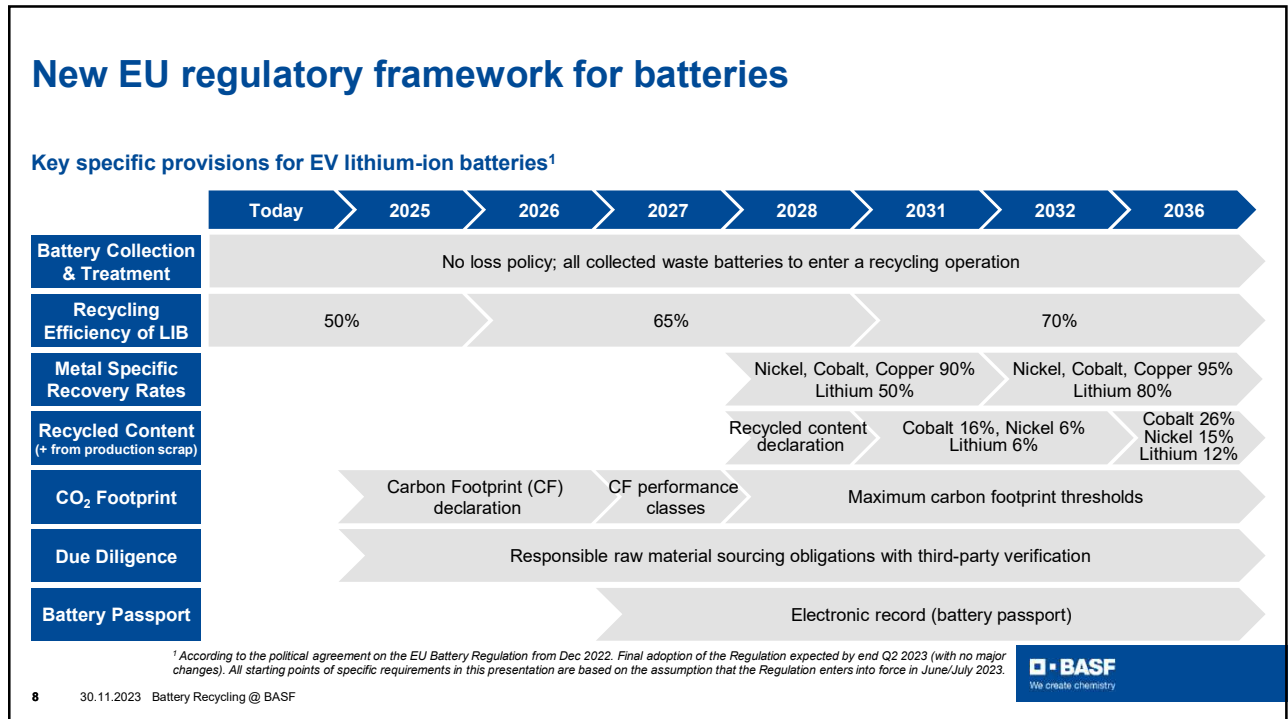 New EU regulatory framework for batteries
Key specific provisions for EV lithium-ion batteries¹
Today 2025 2026 2027 2028 2031 2032 2036
Battery Collection
& Treatment
No loss policy; all collected waste batteries to enter a recycling operation
Recycling
Efficiency of LIB
50% 65% 70%
Metal Specific
Recovery Rates
Nickel, Cobalt, Copper 90%
Lithium 50%
Nickel, Cobalt, Copper 95%
Lithium 80%
Recycled Content
(+ from production scrap)
Recycled content
declaration
Cobalt 16%, Nickel 6%
Lithium 6%
Cobalt 26%
Nickel 15%
Lithium 12%
CO₂ Footprint
Carbon Footprint (CF)
declaration
CF performance
classes
Maximum carbon footprint thresholds
Due Diligence
Responsible raw material sourcing obligations with third-party verification
Battery Passport
Electronic record (battery passport)
¹ According to the political agreement on the EU Battery Regulation from Dec 2022. Final adoption of the Regulation expected by end Q2 2023 (with no major
changes). All starting points of specific requirements in this presentation are based on the assumption that the Regulation enters into force in June/July 2023.
8 30.11.2023 Battery Recycling @ BASF
BASF
We create chemistry